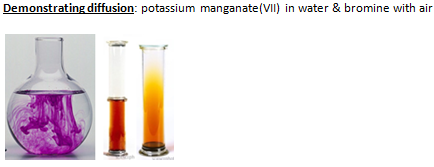 Demonstrating diffusion: potassium manganate(VII) in water & bromine with air